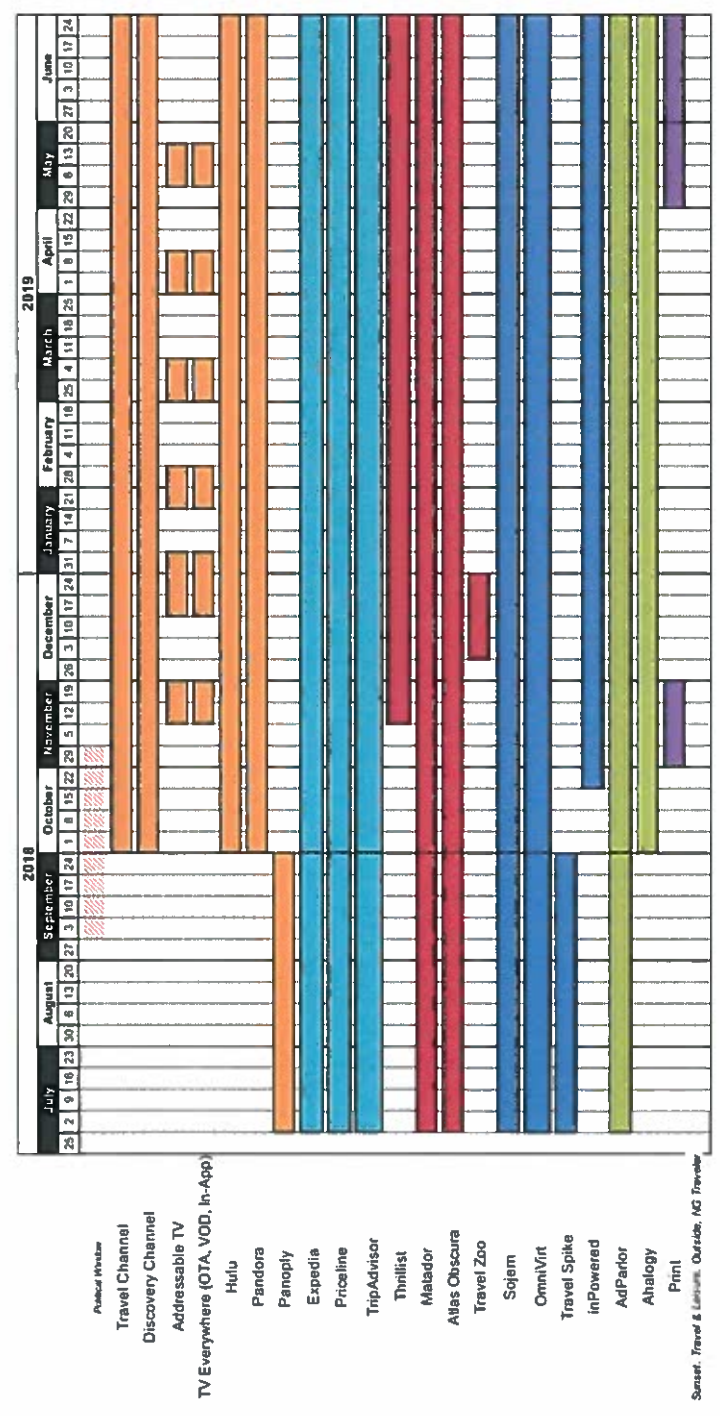 2018 2019
July August September October November December January February March April May June
25 2 9 16 23 30 6 13 20 27 3 10 17 24 1 8 15 22 29 5 12 19 26 3 10 17 24 31 7 14 21 28 4 11 18 25 4 11 18 25 1 8 15 22 29 6 13 20 27 3 10 17 24
Political Window
Travel Channel
Discovery Channel
Addressable TV
TV Everywhere (OTA, VOD, In-App)
Hulu
Pandora
Panoply
Expedia
Priceline
TripAdvisor
Thrillist
Matador
Atlas Obscura
Travel Zoo
Sojern
OmniVirt
Travel Spike
inPowered
AdParlor
Ahalogy
Print
Sunset, Travel & Leisure, Outside, NG Traveler